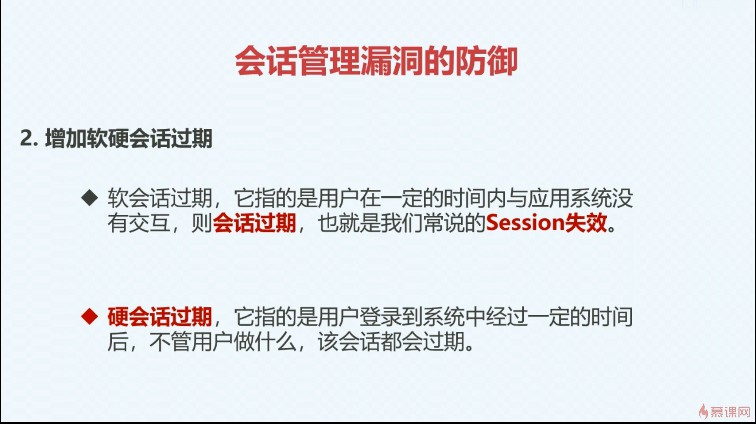 会话管理漏洞的防御
2. 增加软硬会话过期
◆ 软会话过期，它指的是用户在一定的时间内与应用系统没
有交互，则会话过期，也就是我们常说的Session失效。
◆ 硬会话过期，它指的是用户登录到系统中经过一定的时间
后，不管用户做什么，该会话都会过期。
慕课网